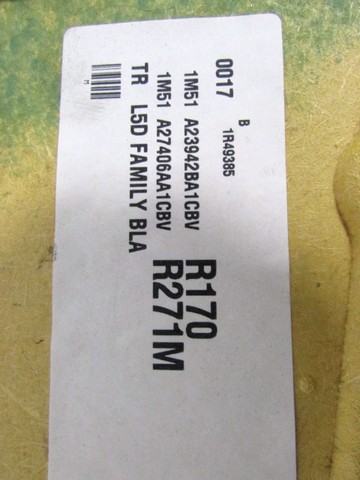 0017 B 1R49385
1M51 A23942BA1CBV R170
1M51 A27406AA1CBV R271M
TR L5D FAMILY BLA
M